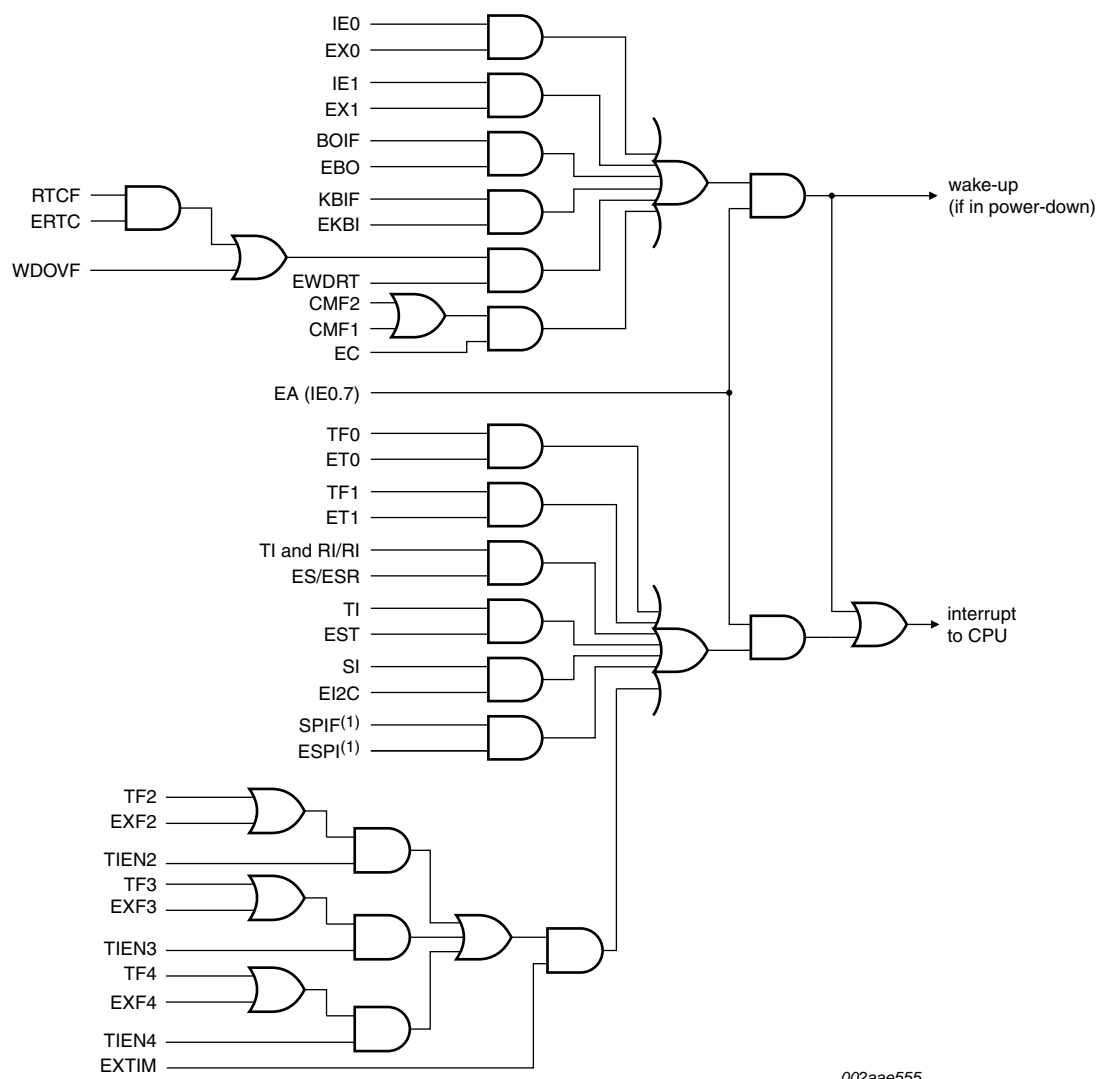 IE0
EX0
IE1
EX1
BOIF
EBO
RTCF
KBIF
ERTC
EKBI
wake-up
(if in power-down)
WDOVF
EWDRT
CMF2
CMF1
EC
EA (IE0.7)
TF0
ET0
TF1
ET1
TI and RI/RI
ES/ESR
TI
EST
interrupt
to CPU
SI
EI2C
SPIF(1)
ESPI(1)
TF2
EXF2
TIEN2
TF3
EXF3
TIEN3
TF4
EXF4
TIEN4
EXTIM
002aae555